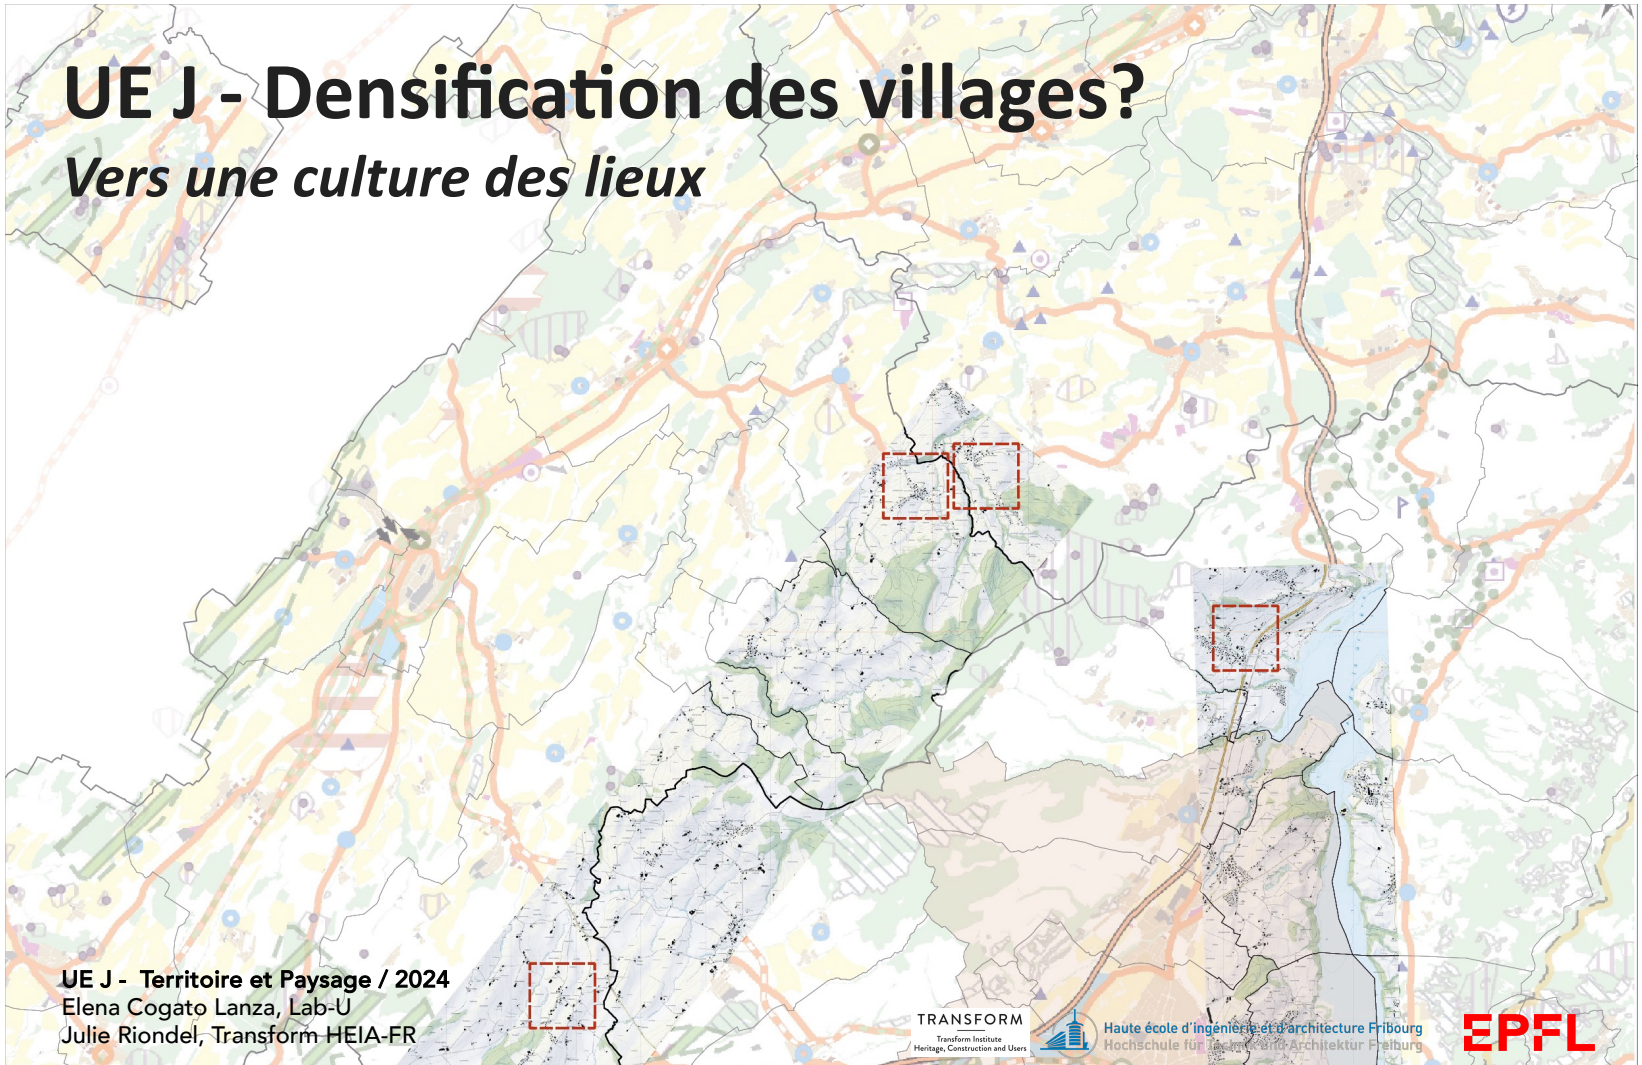 UE J - Densification des villages?
Vers une culture des lieux
UE J - Territoire et Paysage / 2024
Elena Cogato Lanza, Lab-U
Julie Riondel, Transform HEIA-FR
TRANSFORM
Transform Institute
Heritage, Construction and Users
Haute école d'ingénierie et d'architecture Fribourg
Hochschule für Technik und Architektur Freiburg
EPFL